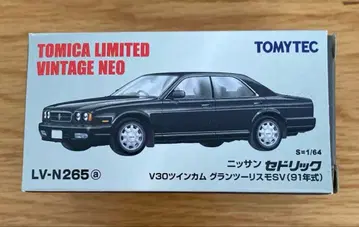 TOMICA LIMITED
VINTAGE NEO
TOMYTEC
S=1/64
ニッサン セドリック
LV-N265ⓐ
V30ツインカム グランツーリスモSV(91年式)